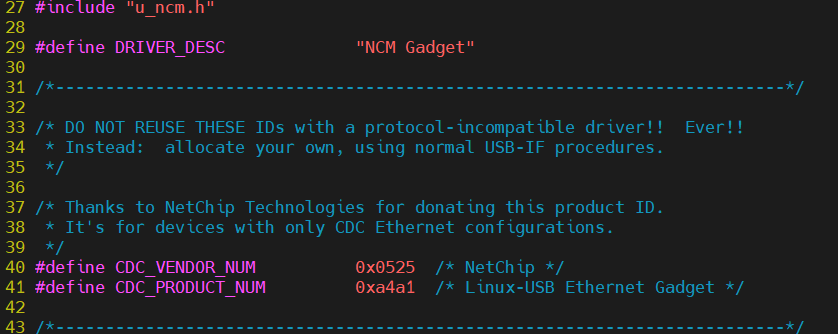 27 #include "u_ncm.h"
28
29 #define DRIVER_DESC             "NCM Gadget"
30
31 /*-------------------------------------------------------------------------*/
32
33 /* DO NOT REUSE THESE IDs with a protocol-incompatible driver!!  Ever!!
34  * Instead:  allocate your own, using normal USB-IF procedures.
35  */
36
37 /* Thanks to NetChip Technologies for donating this product ID.
38  * It's for devices with only CDC Ethernet configurations.
39  */
40 #define CDC_VENDOR_NUM          0x0525  /* NetChip */
41 #define CDC_PRODUCT_NUM         0xa4a1  /* Linux-USB Ethernet Gadget */
42
43 /*-------------------------------------------------------------------------*/